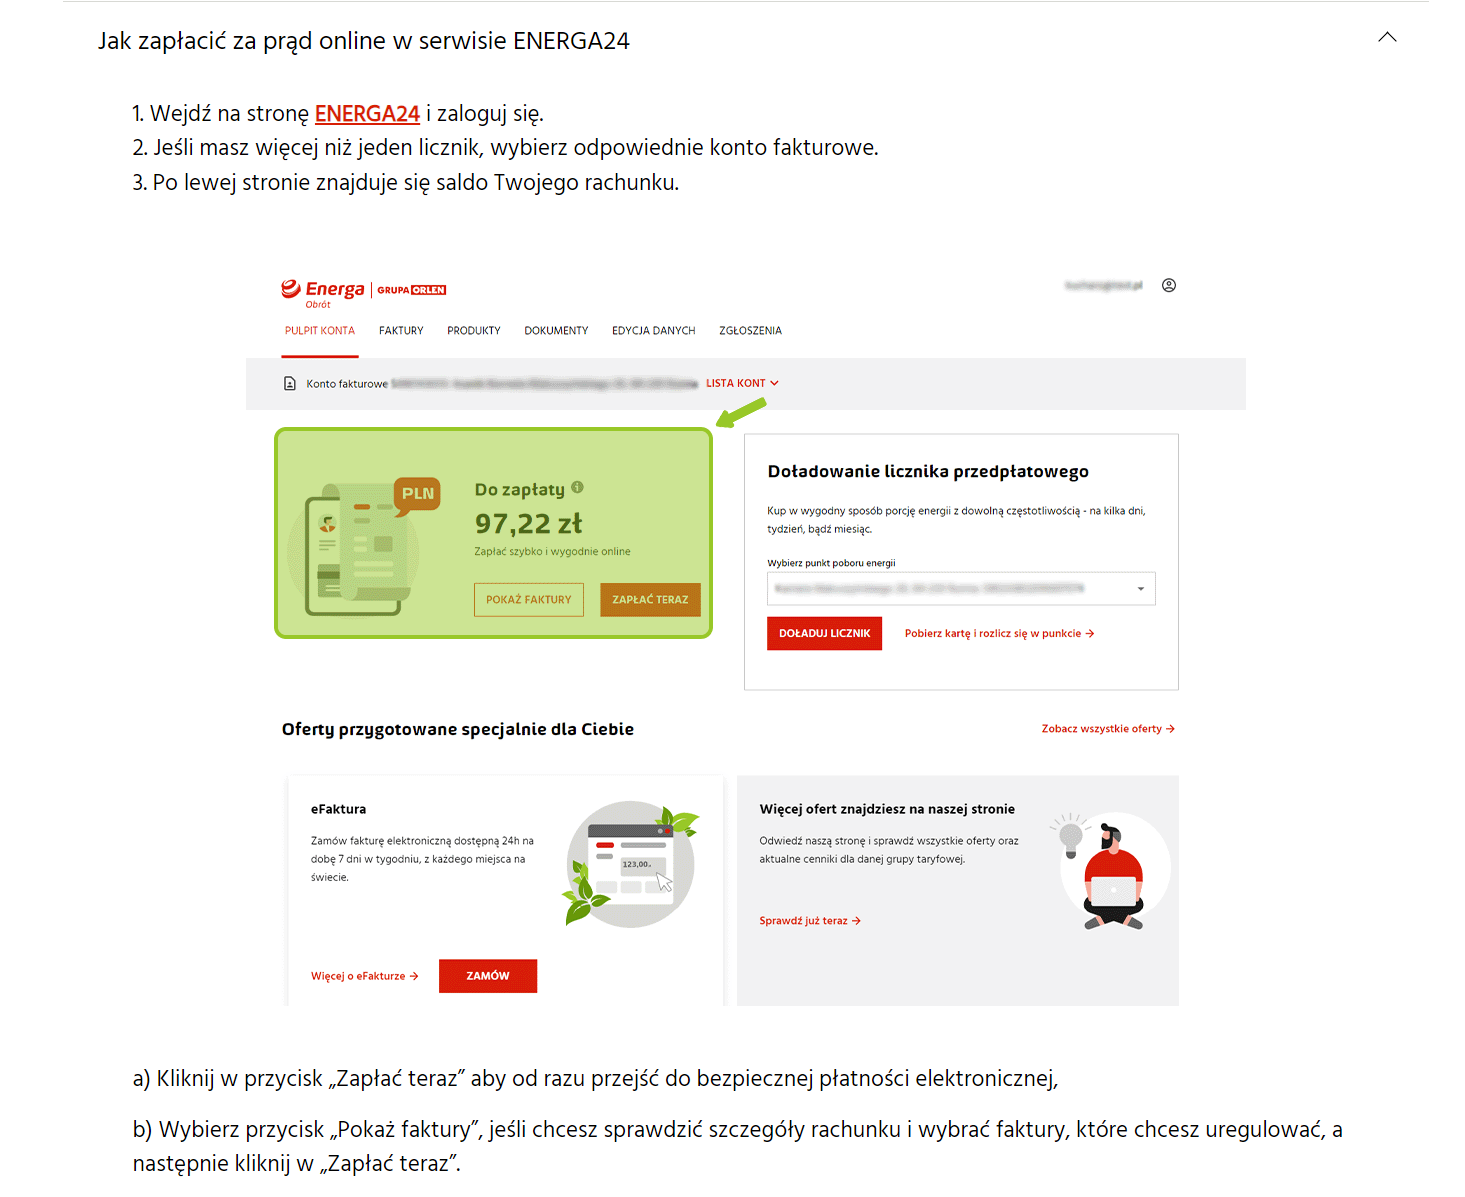 Jak zapłacić za prąd online w serwisie ENERGA24
1. Wejdź na stronę ENERGA24 i zaloguj się.
2. Jeśli masz więcej niż jeden licznik, wybierz odpowiednie konto fakturowe.
3. Po lewej stronie znajduje się saldo Twojego rachunku.
Energa | GRUPA ORLEN
Obrót
PULPIT KONTA FAKTURY PRODUKTY DOKUMENTY EDYCJA DANYCH ZGŁOSZENIA
Konto fakturowe LISTA KONT
PLN
Do zapłaty
97,22 zł
Zapłać szybko i wygodnie online
POKAŻ FAKTURY ZAPŁAĆ TERAZ
Doładowanie licznika przedpłatowego
Kup w wygodny sposób porcję energii z dowolną częstotliwością - na kilka dni,
tydzień, bądź miesiąc.
Wybierz punkt poboru energii
DOŁADUJ LICZNIK Pobierz kartę i rozlicz się w punkcie →
Oferty przygotowane specjalnie dla Ciebie
Zobacz wszystkie oferty →
eFaktura
Zamów fakturę elektroniczną dostępną 24h na
dobę 7 dni w tygodniu, z każdego miejsca na
świecie.
123,00
Więcej o eFakturze → ZAMÓW
Więcej ofert znajdziesz na naszej stronie
Odwiedź naszą stronę i sprawdź wszystkie oferty oraz
aktualne cenniki dla danej grupy taryfowej.
Sprawdź już teraz →
a) Kliknij w przycisk „Zapłać teraz” aby od razu przejść do bezpiecznej płatności elektronicznej,
b) Wybierz przycisk „Pokaż faktury”, jeśli chcesz sprawdzić szczegóły rachunku i wybrać faktury, które chcesz uregulować, a
następnie kliknij w „Zapłać teraz”.